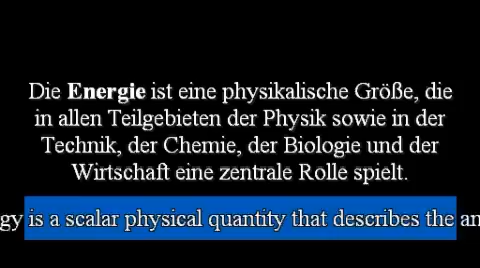 Die Energie ist eine physikalische Größe, die
in allen Teilgebieten der Physik sowie in der
Technik, der Chemie, der Biologie und der
Wirtschaft eine zentrale Rolle spielt.
is a scalar physical quantity that describes the